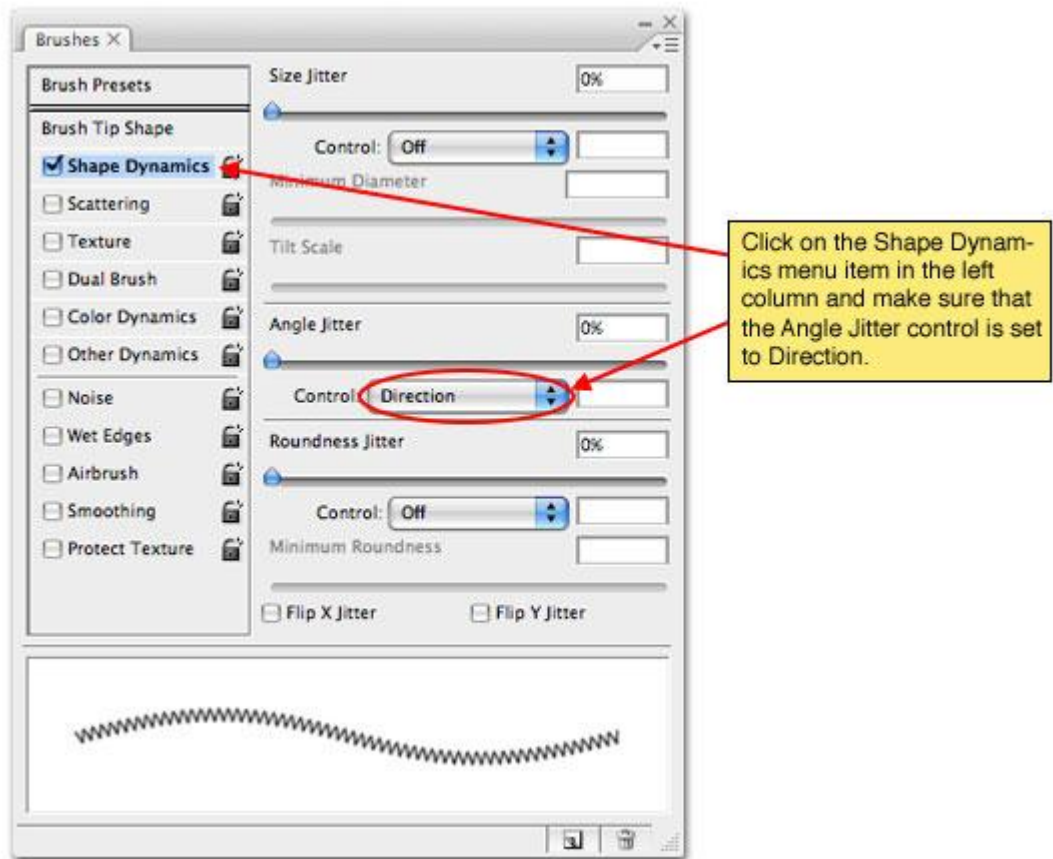 Brushes
Brush Presets
Brush Tip Shape
Shape Dynamics
Scattering
Texture
Dual Brush
Color Dynamics
Other Dynamics
Noise
Wet Edges
Airbrush
Smoothing
Protect Texture
Size Jitter 0%
Control: Off
Minimum Diameter
Tilt Scale
Angle Jitter 0%
Control: Direction
Roundness Jitter 0%
Control: Off
Minimum Roundness
Flip X Jitter Flip Y Jitter
Click on the Shape Dynam-
ics menu item in the left
column and make sure that
the Angle Jitter control is set
to Direction.